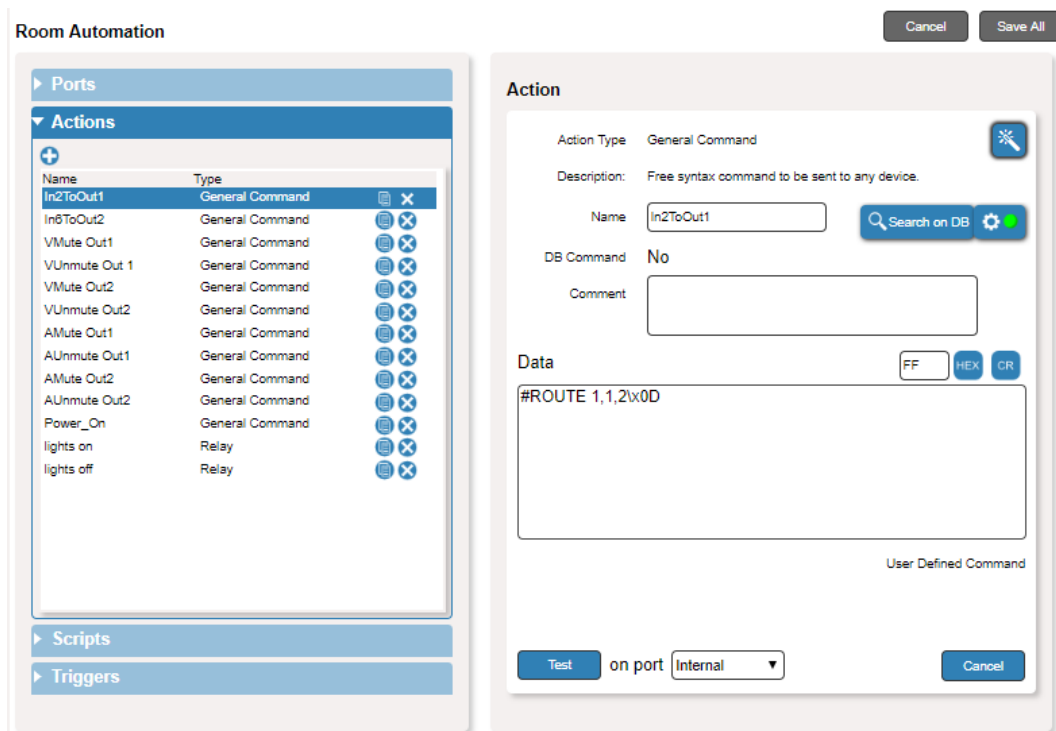 Room Automation
Cancel
Save All
Ports
Actions
Name Type
In2ToOut1 General Command
In6ToOut2 General Command
VMute Out1 General Command
VUnmute Out 1 General Command
VMute Out2 General Command
VUnmute Out2 General Command
AMute Out1 General Command
AUnmute Out1 General Command
AMute Out2 General Command
AUnmute Out2 General Command
Power_On General Command
lights on Relay
lights off Relay
Scripts
Triggers
Action
Action Type General Command
Description: Free syntax command to be sent to any device.
Name In2ToOut1 Search on DB
DB Command No
Comment
Data FF HEX CR
#ROUTE 1,1,2\x0D
User Defined Command
Test on port Internal Cancel